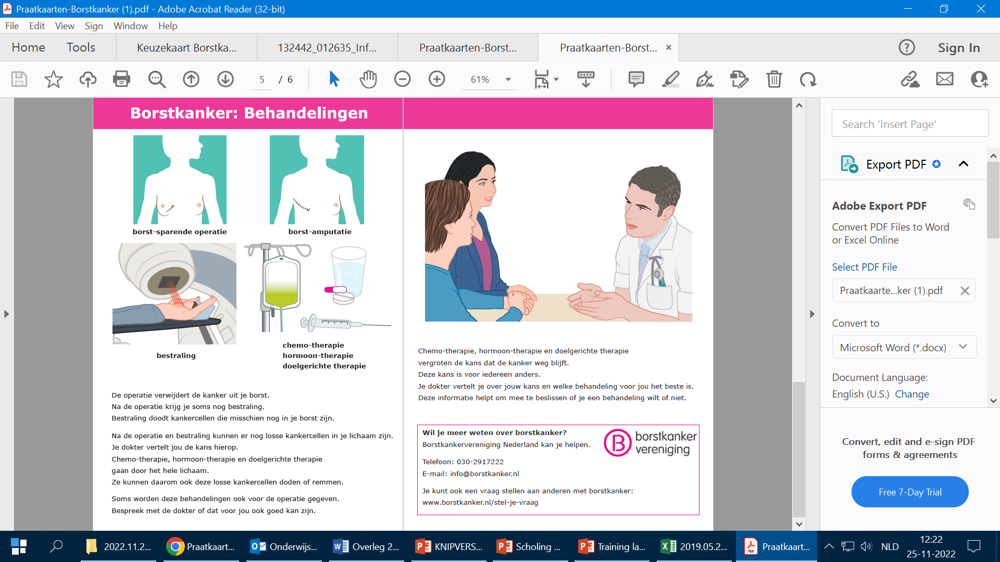 Praatkaarten-Borstkanker (1).pdf - Adobe Acrobat Reader (32-bit)
File Edit View Sign Window Help
Home Tools Keuzekaart Borstka... 132442_012635_Inf... Praatkaarten-Borst... Praatkaarten-Borst... Sign In
5 / 6 61%
Borstkanker: Behandelingen
borst-sparende operatie
borst-amputatie
bestraling
chemo-therapie
hormoon-therapie
doelgerichte therapie
De operatie verwijdert de kanker uit je borst.
Na de operatie krijg je soms nog bestraling.
Bestraling doodt kankercellen die misschien nog in je borst zijn.
Na de operatie en bestraling kunnen er nog losse kankercellen in je lichaam zijn.
Je dokter vertelt jou de kans hierop.
Chemo-therapie, hormoon-therapie en doelgerichte therapie
gaan door het hele lichaam.
Ze kunnen daarom ook deze losse kankercellen doden of remmen.
Soms worden deze behandelingen ook voor de operatie gegeven.
Bespreek met de dokter of dat voor jou ook goed kan zijn.
Chemo-therapie, hormoon-therapie en doelgerichte therapie
vergroten de kans dat de kanker weg blijft.
Deze kans is voor iedereen anders.
Je dokter vertelt je over jouw kans en welke behandeling voor jou het beste is.
Deze informatie helpt om mee te beslissen of je een behandeling wilt of niet.
Wil je meer weten over borstkanker?
Borstkankervereniging Nederland kan je helpen.
Telefoon: 030-2917222
E-mail: info@borstkanker.nl
Je kunt ook een vraag stellen aan anderen met borstkanker:
www.borstkanker.nl/stel-je-vraag
B borstkanker
vereniging
Search 'Insert Page'
Export PDF
Adobe Export PDF
Convert PDF Files to Word
or Excel Online
Select PDF File
Praatkaarte...ker (1).pdf
Convert to
Microsoft Word (*.docx)
Document Language:
English (U.S.) Change
Convert, edit and e-sign PDF
forms & agreements
Free 7-Day Trial
2022.11.2... Praatkaart... Onderwijs... Overleg 2... KNIPVERS... Scholing ... Training la... 2019.05.2... Praatkaart... NLD 12:22
25-11-2022